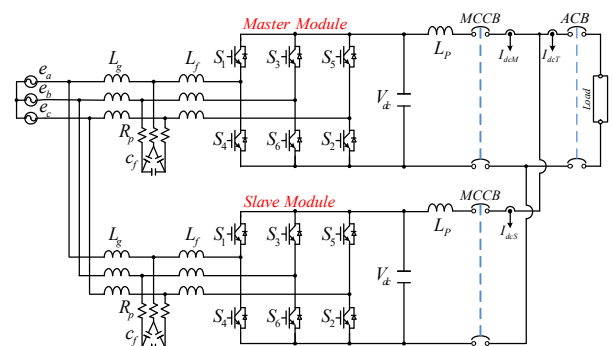 Master Module
MCCB
ACB
L_g
L_f
S_1
S_3
S_5
L_P
I_dcM
I_dcT
e_a
e_b
e_c
V_dc
Load
R_p
c_f
S_4
S_6
S_2
Slave Module
MCCB
L_g
L_f
S_1
S_3
S_5
L_P
I_dcS
V_dc
R_p
c_f
S_4
S_6
S_2